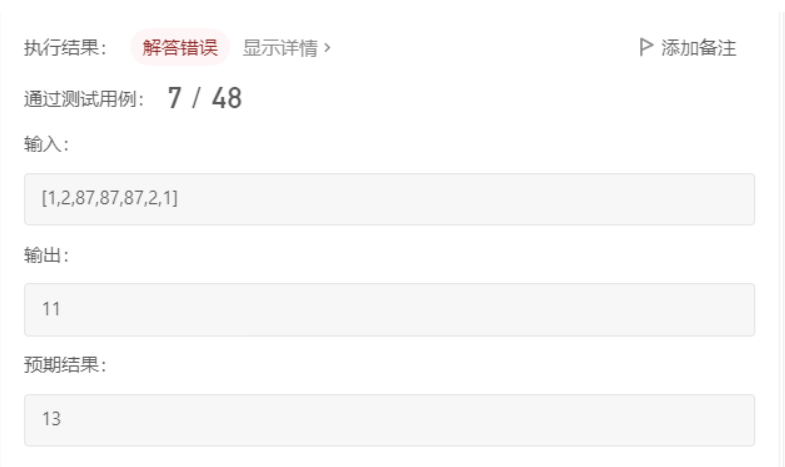 执行结果： 解答错误 显示详情 › 添加备注
通过测试用例： 7 / 48
输入：
[1,2,87,87,87,2,1]
输出：
11
预期结果：
13